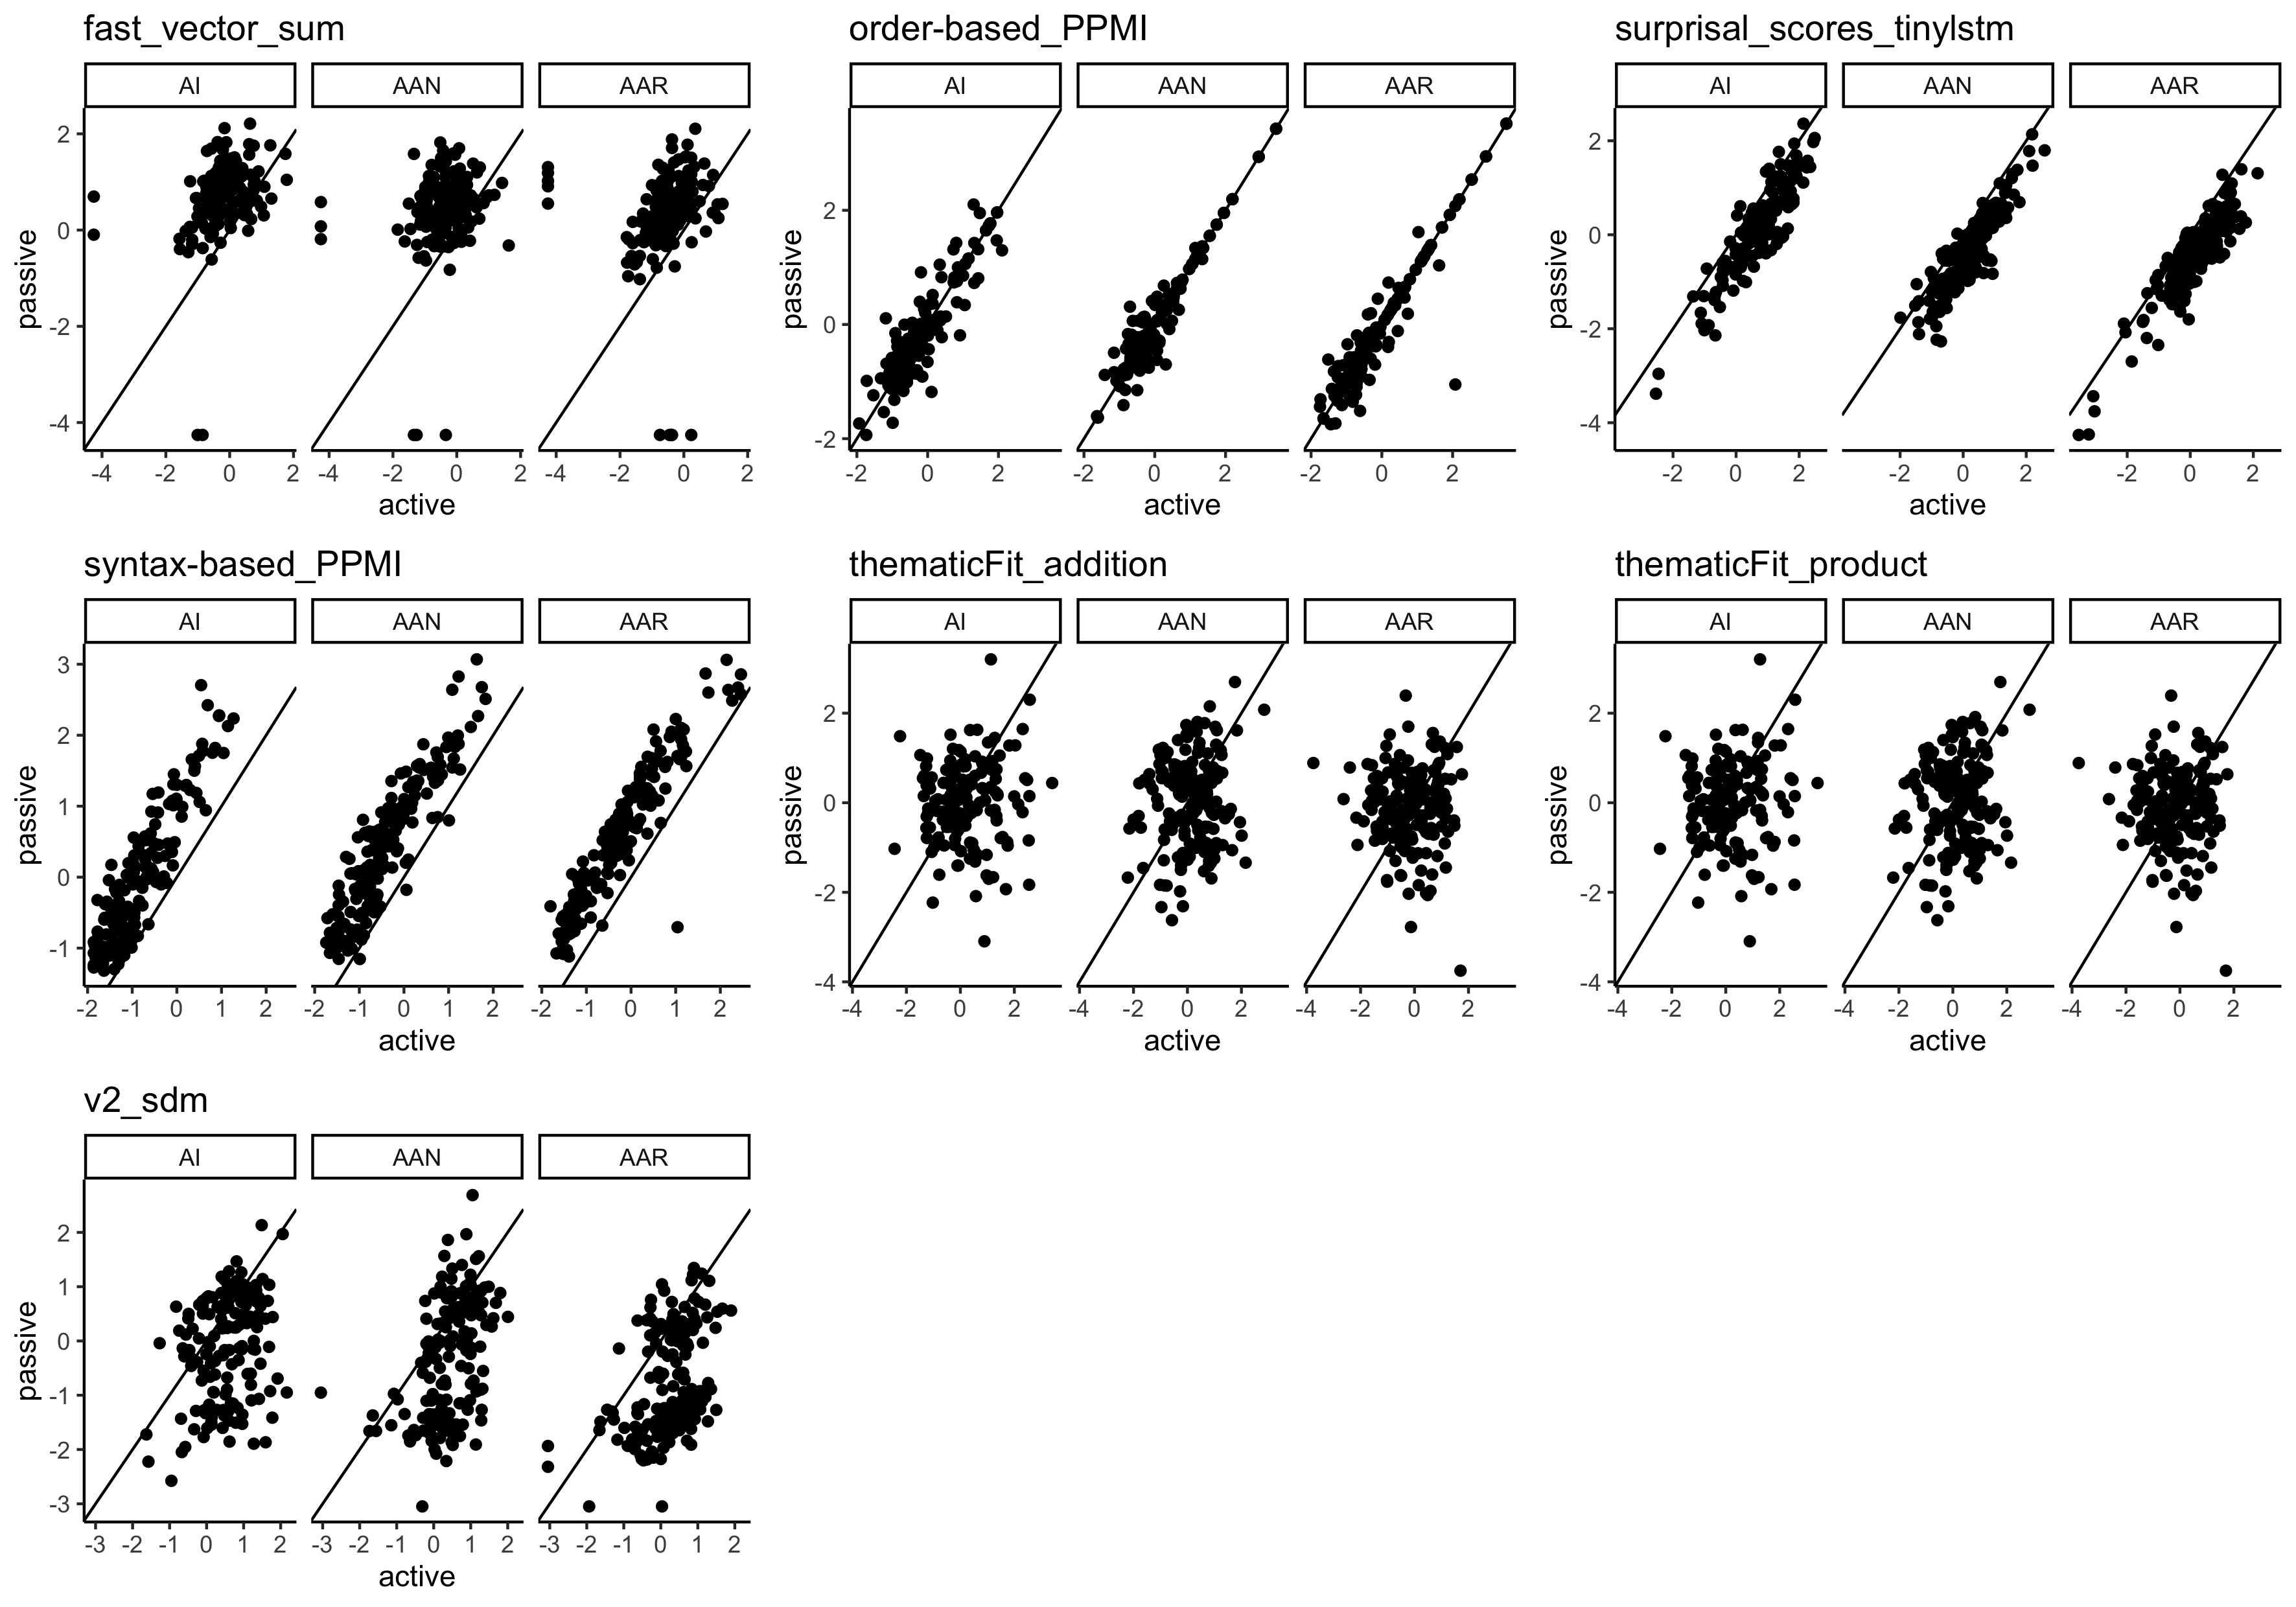 fast_vector_sum
order-based_PPMI
surprisal_scores_tinylstm
AI AAN AAR
AI AAN AAR
AI AAN AAR
passive
2
0
-2
-4
-4 -2 0 2
-4 -2 0 2
-4 -2 0 2
active
passive
2
0
-2
-2 0 2
-2 0 2
-2 0 2
active
passive
2
0
-2
-4
-2 0 2
-2 0 2
-2 0 2
active
syntax-based_PPMI
thematicFit_addition
thematicFit_product
AI AAN AAR
AI AAN AAR
AI AAN AAR
passive
3
2
1
0
-1
-2 -1 0 1 2
-2 -1 0 1 2
-2 -1 0 1 2
active
passive
2
0
-2
-4
-4 -2 0 2
-4 -2 0 2
-4 -2 0 2
active
passive
2
0
-2
-4
-4 -2 0 2
-4 -2 0 2
-4 -2 0 2
active
v2_sdm
AI AAN AAR
passive
2
1
0
-1
-2
-3
-3 -2 -1 0 1 2
-3 -2 -1 0 1 2
-3 -2 -1 0 1 2
active